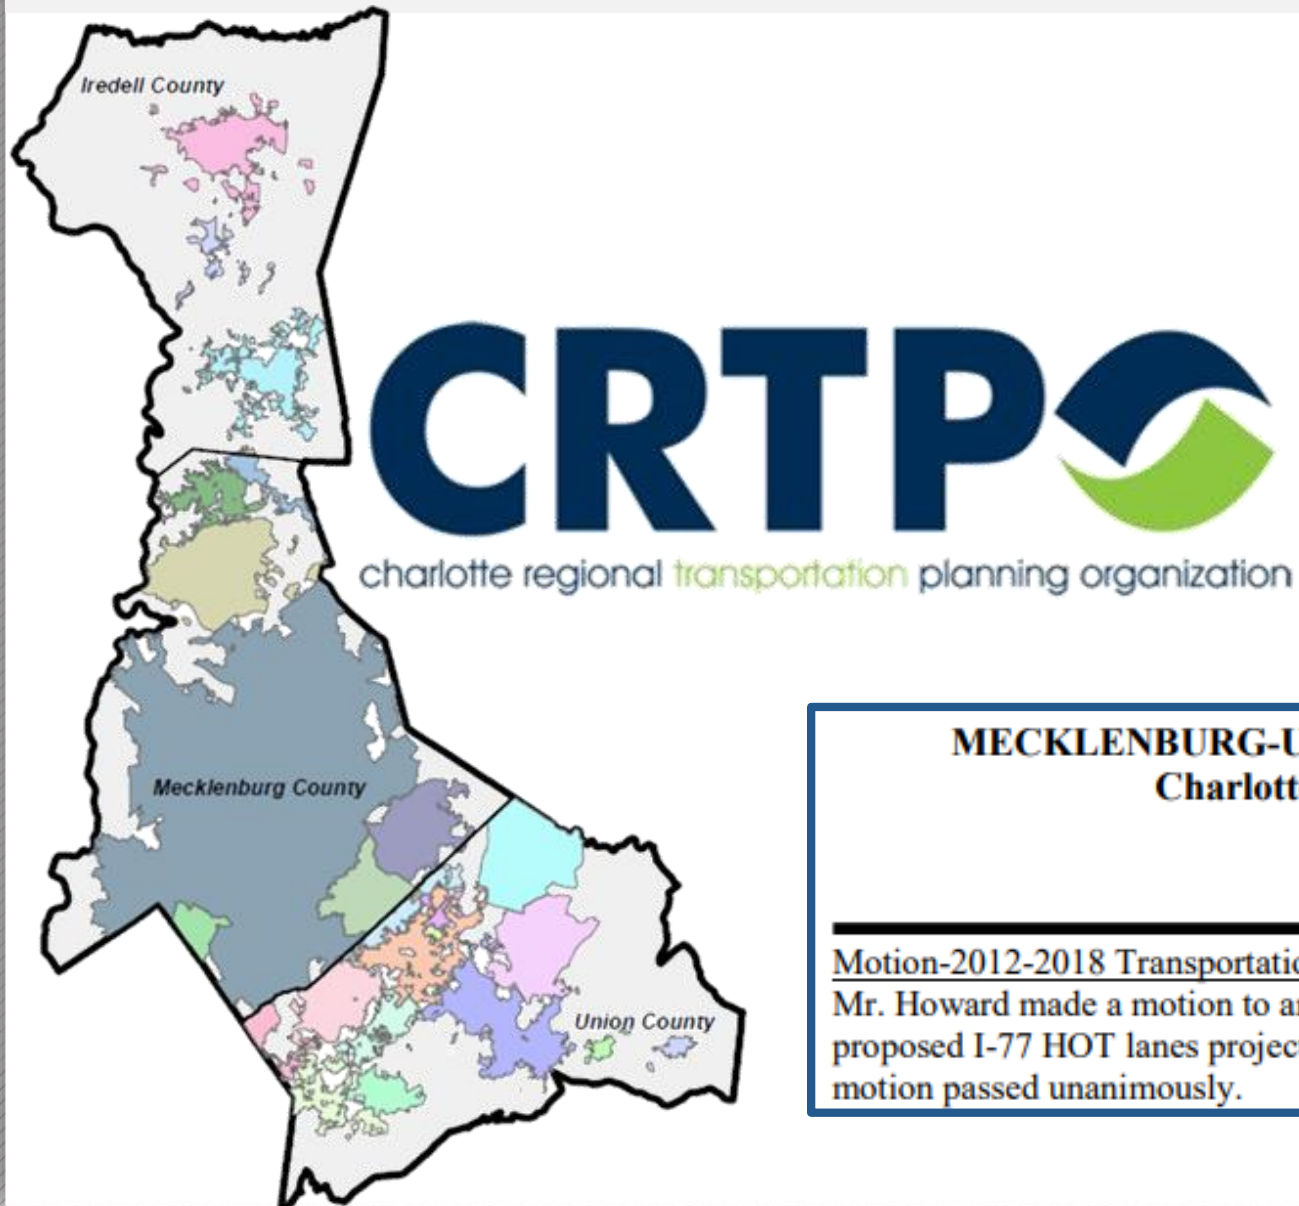 Iredell County
CRTPO
charlotte regional transportation planning organization
Mecklenburg County
Union County
MECKLENBURG-U
Charlott
Motion-2012-2018 Transportatio
Mr. Howard made a motion to a
proposed I-77 HOT lanes projec
motion passed unanimously.